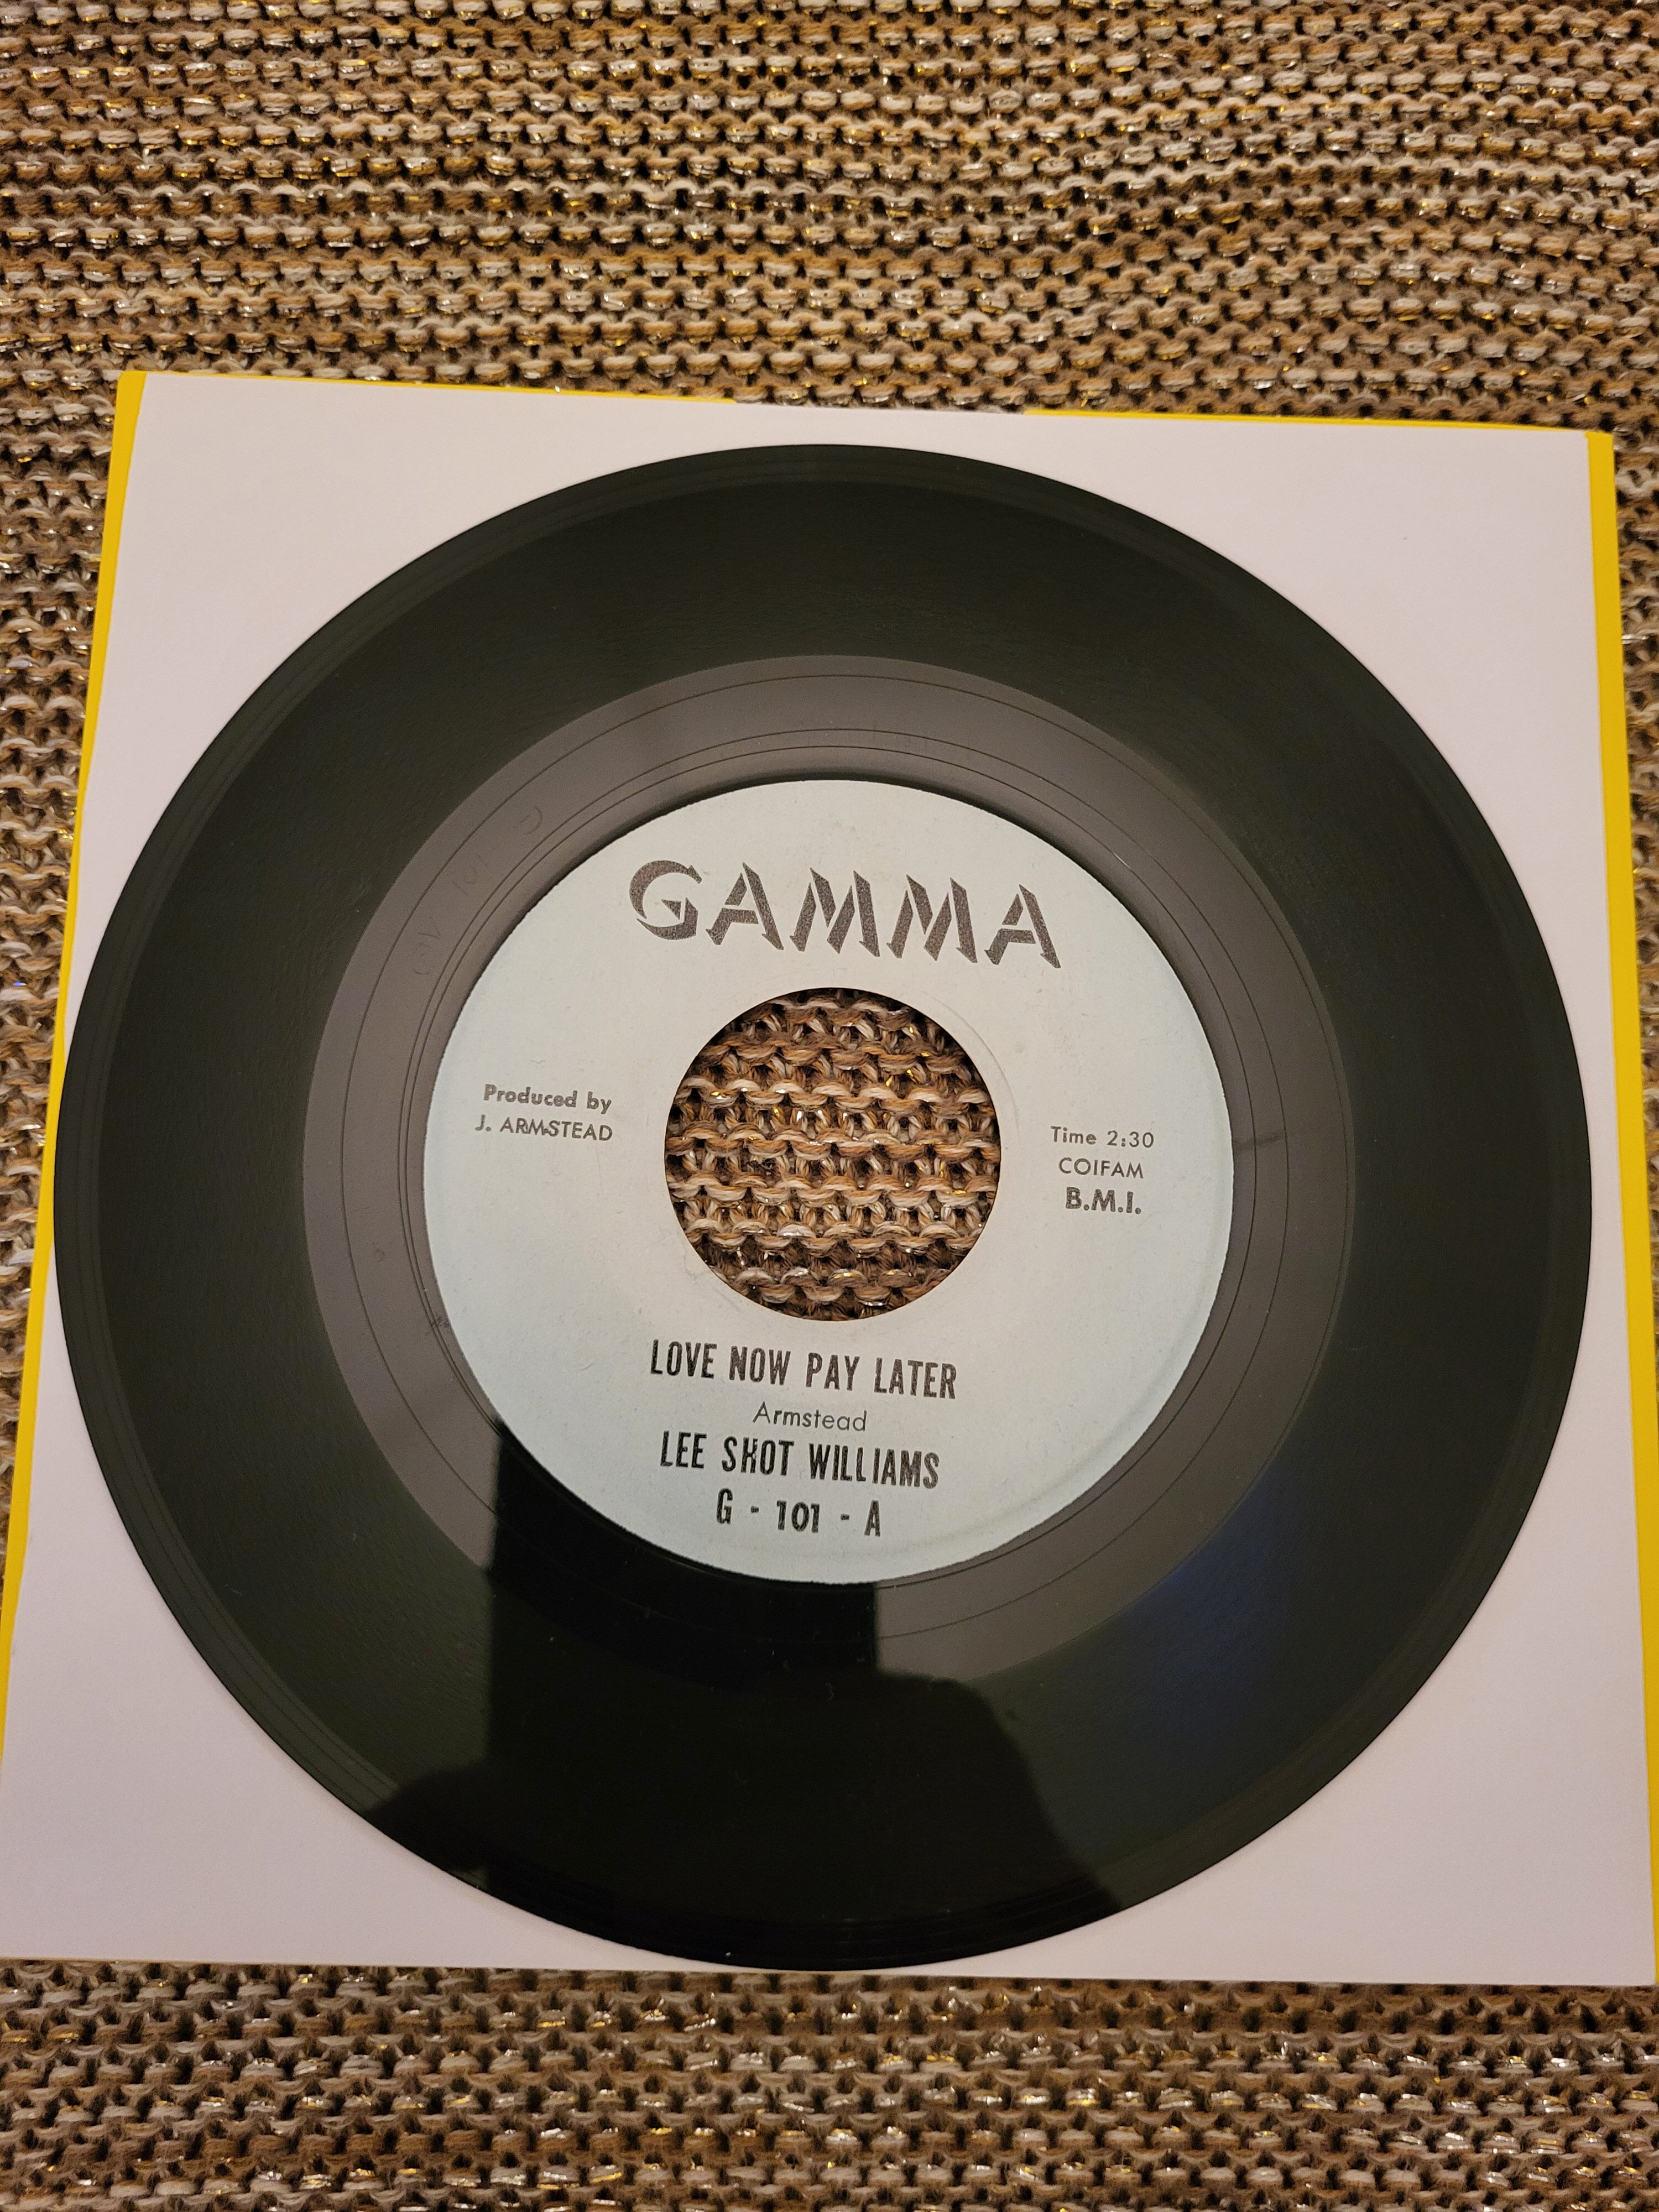 GAMMA
Produced by
J. ARMSTEAD
Time 2:30
COIFAM
B.M.I.
LOVE NOW PAY LATER
Armstead
LEE SHOT WILLIAMS
G - 101 - A